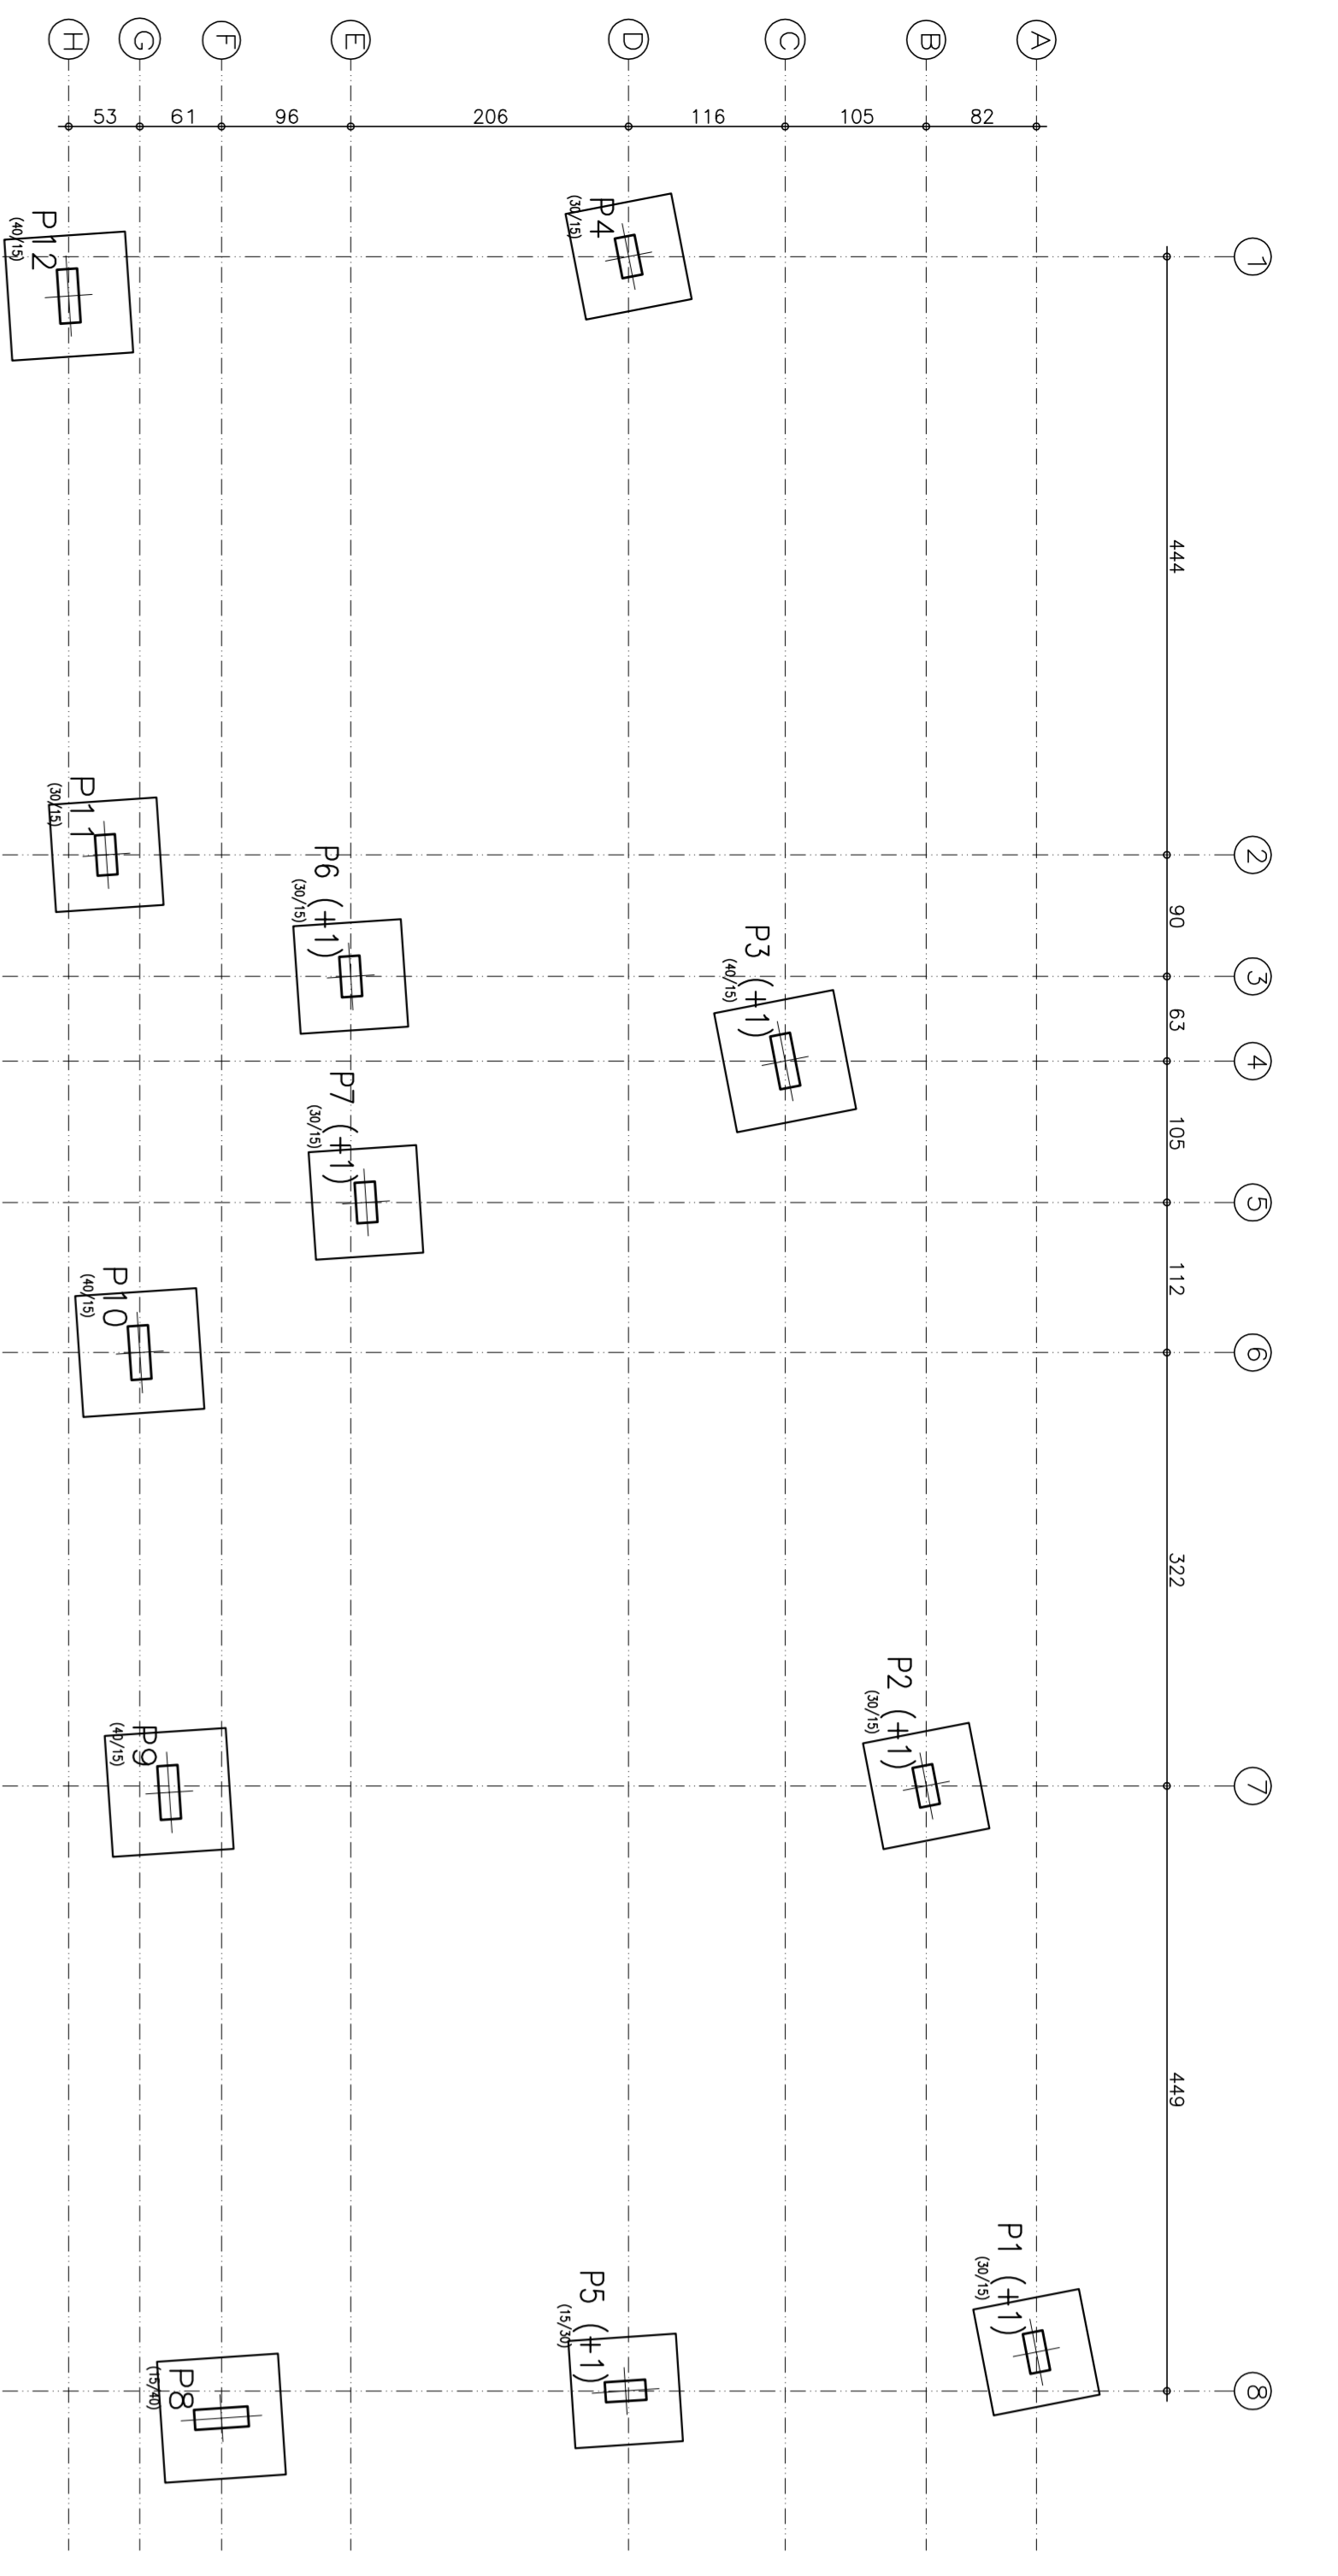 1
2
3
4
5
6
7
8
444
90
63
105
112
322
449
A
B
C
D
E
F
G
H
82
105
116
206
96
61
53
P1 (+1)
(30/15)
P2 (+1)
(30/15)
P3 (+1)
(40/15)
P4
(30/15)
P5 (+1)
(15/30)
P6 (+1)
(30/15)
P7 (+1)
(30/15)
P8
(15/40)
P9
(40/15)
P10
(40/15)
P11
(30/15)
P12
(40/15)